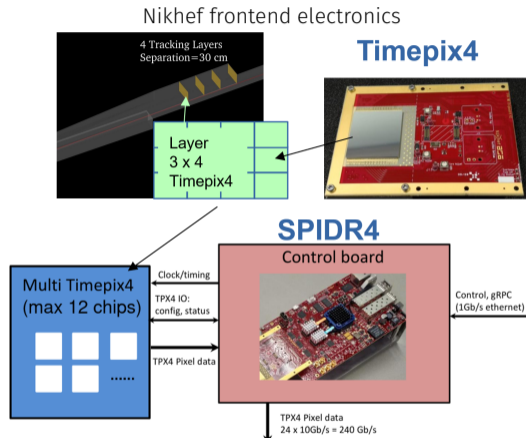 Nikhef frontend electronics
4 Tracking Layers
Separation=30 cm
Timepix4
Layer
3 x 4
Timepix4
SPIDR4
Control board
Multi Timepix4
(max 12 chips)
......
Clock/timing
TPX4 IO:
config, status
TPX4 Pixel data
Control, gRPC
(1Gb/s ethernet)
TPX4 Pixel data
24 x 10Gb/s = 240 Gb/s